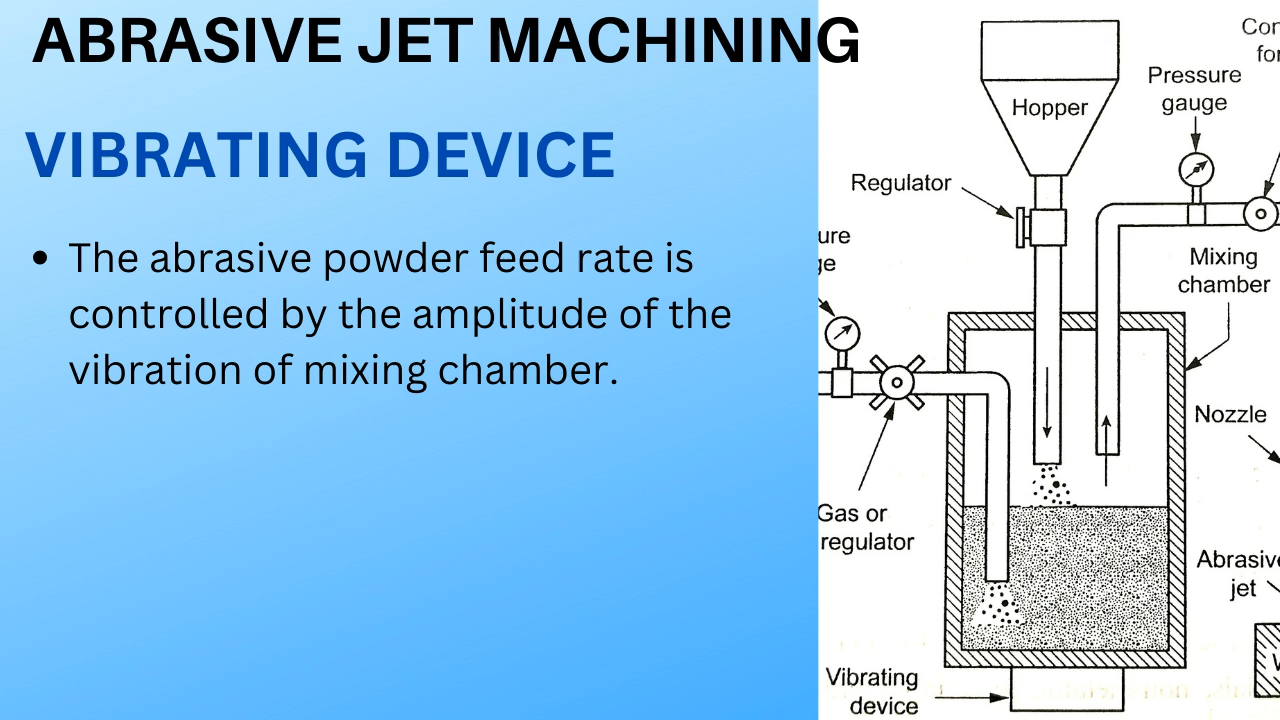 ABRASIVE JET MACHINING
VIBRATING DEVICE
• The abrasive powder feed rate is
controlled by the amplitude of the
vibration of mixing chamber.
Hopper
Pressure
gauge
Regulator
Mixing
chamber
Nozzle
Gas or
regulator
Abrasive
jet
Vibrating
device